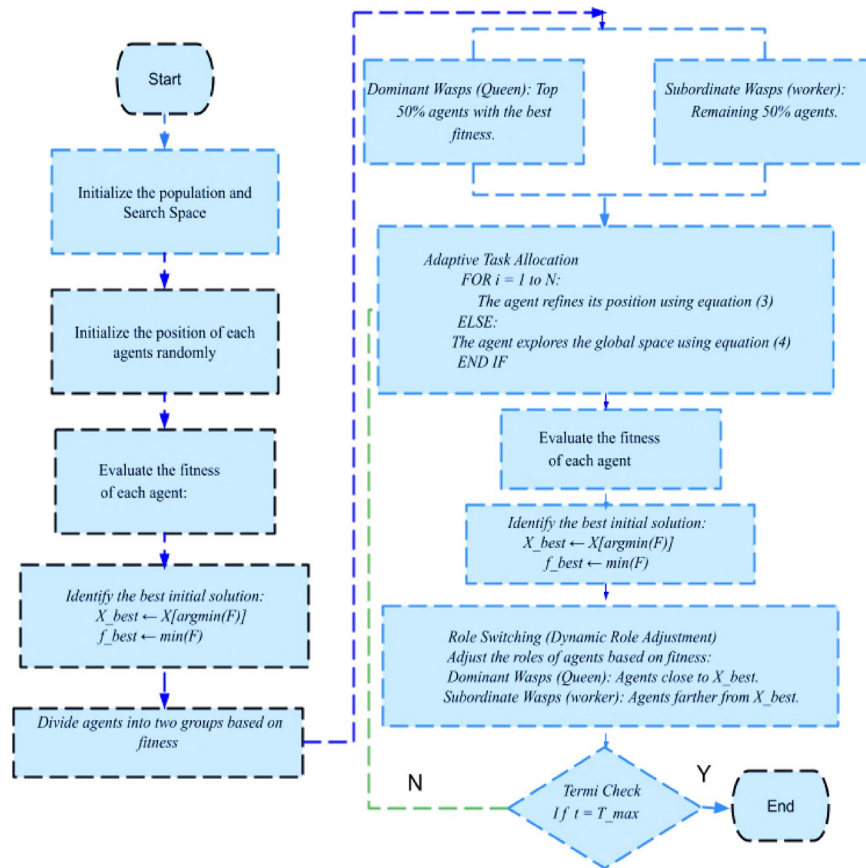 Start
Initialize the population and
Search Space
Initialize the position of each
agents randomly
Evaluate the fitness
of each agent:
Identify the best initial solution:
X_best ← X[argmin(F)]
f_best ← min(F)
Divide agents into two groups based on
fitness
Dominant Wasps (Queen): Top
50% agents with the best
fitness.
Subordinate Wasps (worker):
Remaining 50% agents.
Adaptive Task Allocation
FOR i = 1 to N:
The agent refines its position using equation (3)
ELSE:
The agent explores the global space using equation (4)
END IF
Evaluate the fitness
of each agent
Identify the best initial solution:
X_best ← X[argmin(F)]
f_best ← min(F)
Role Switching (Dynamic Role Adjustment)
Adjust the roles of agents based on fitness:
Dominant Wasps (Queen): Agents close to X_best.
Subordinate Wasps (worker): Agents farther from X_best.
Termi Check
If t = T_max
N
Y
End